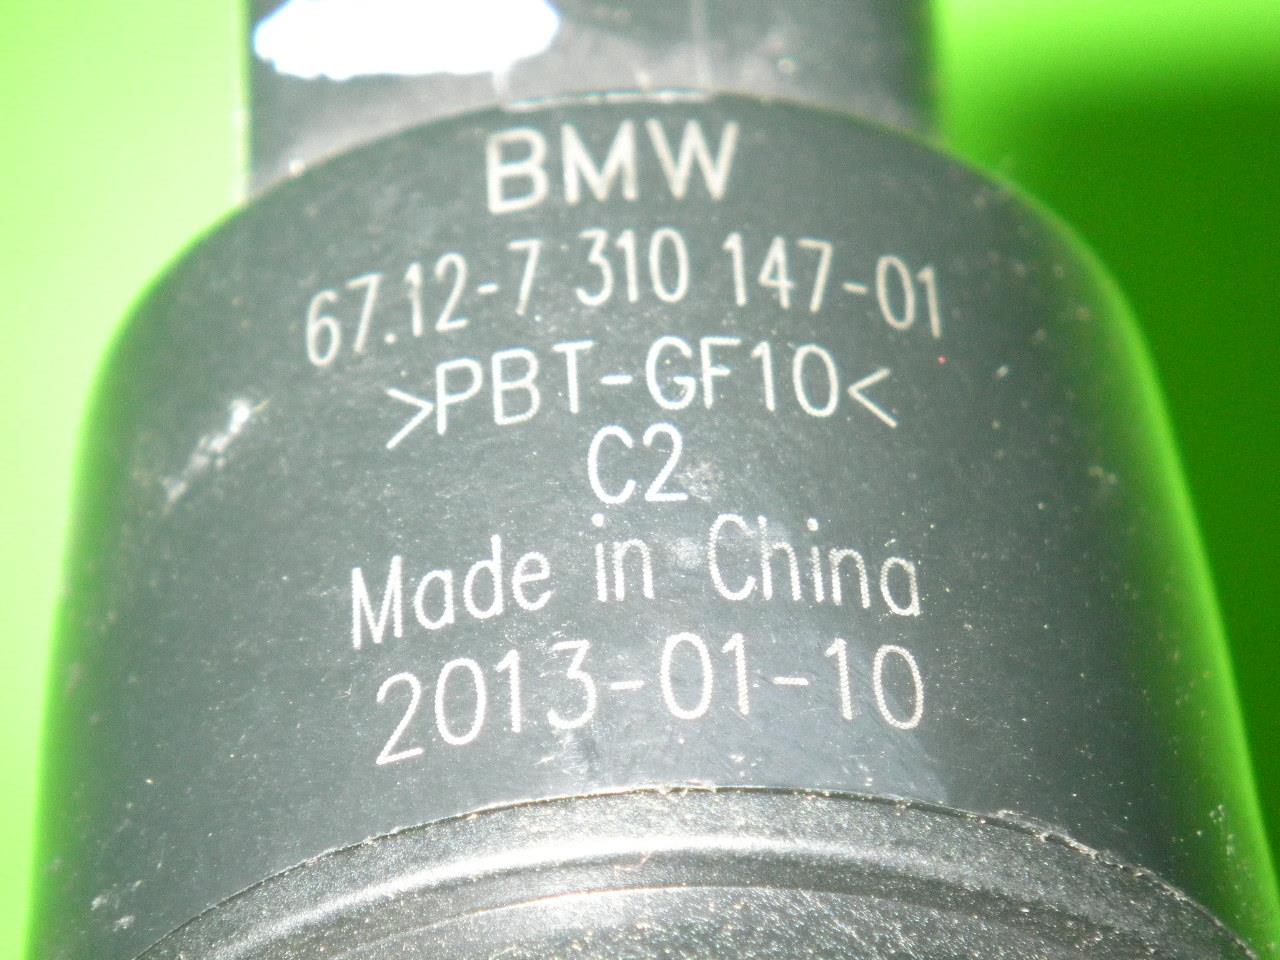 BMW
67.12-7 310 147-01
>PBT-GF10<
C2
Made in China
2013-01-10